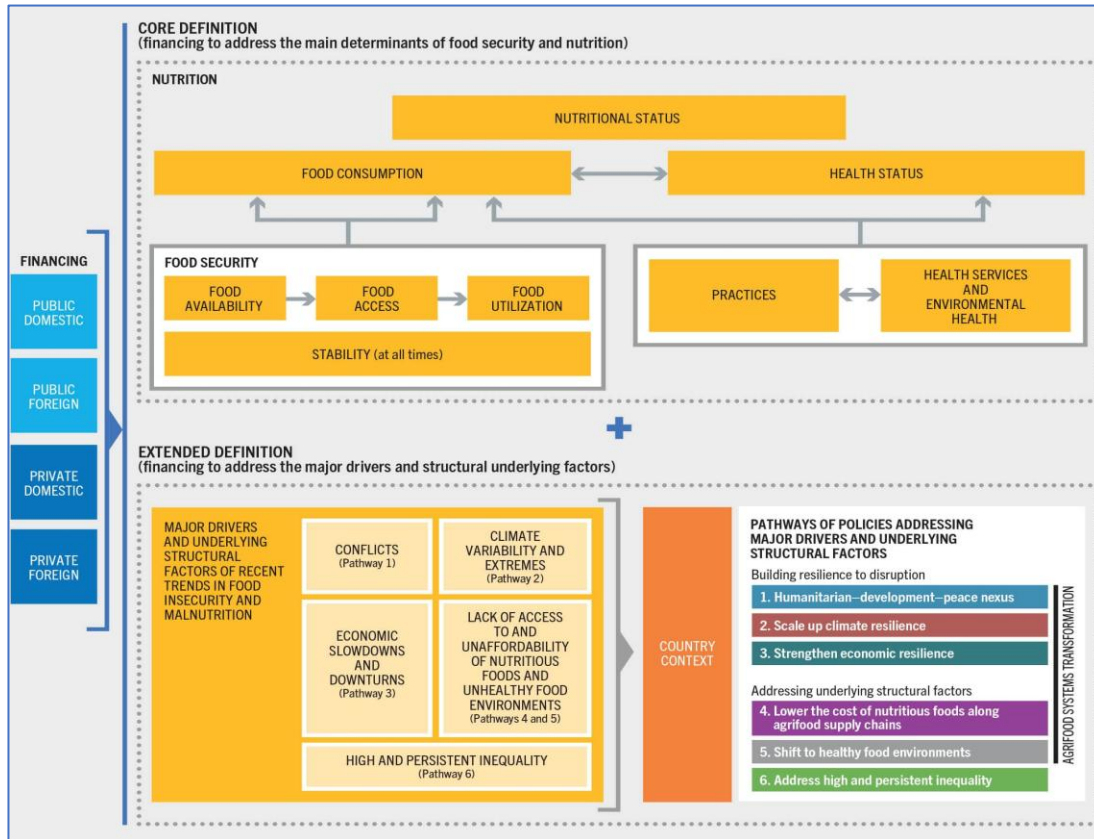 CORE DEFINITION
(financing to address the main determinants of food security and nutrition)
NUTRITION
NUTRITIONAL STATUS
FOOD CONSUMPTION
HEALTH STATUS
FINANCING
PUBLIC
DOMESTIC
PUBLIC
FOREIGN
PRIVATE
DOMESTIC
PRIVATE
FOREIGN
FOOD SECURITY
FOOD
AVAILABILITY
FOOD
ACCESS
FOOD
UTILIZATION
STABILITY (at all times)
PRACTICES
HEALTH SERVICES
AND
ENVIRONMENTAL
HEALTH
+
EXTENDED DEFINITION
(financing to address the major drivers and structural underlying factors)
MAJOR DRIVERS
AND UNDERLYING
STRUCTURAL
FACTORS OF RECENT
TRENDS IN FOOD
INSECURITY AND
MALNUTRITION
CONFLICTS
(Pathway 1)
CLIMATE
VARIABILITY AND
EXTREMES
(Pathway 2)
ECONOMIC
SLOWDOWNS
AND
DOWNTURNS
(Pathway 3)
LACK OF ACCESS
TO AND
UNAFFORDABILITY
OF NUTRITIOUS
FOODS AND
UNHEALTHY FOOD
ENVIRONMENTS
(Pathways 4 and 5)
HIGH AND PERSISTENT INEQUALITY
(Pathway 6)
COUNTRY
CONTEXT
PATHWAYS OF POLICIES ADDRESSING
MAJOR DRIVERS AND UNDERLYING
STRUCTURAL FACTORS
Building resilience to disruption
1. Humanitarian–development–peace nexus
2. Scale up climate resilience
3. Strengthen economic resilience
Addressing underlying structural factors
4. Lower the cost of nutritious foods along
agrifood supply chains
5. Shift to healthy food environments
6. Address high and persistent inequality
AGRIFOOD SYSTEMS TRANSFORMATION